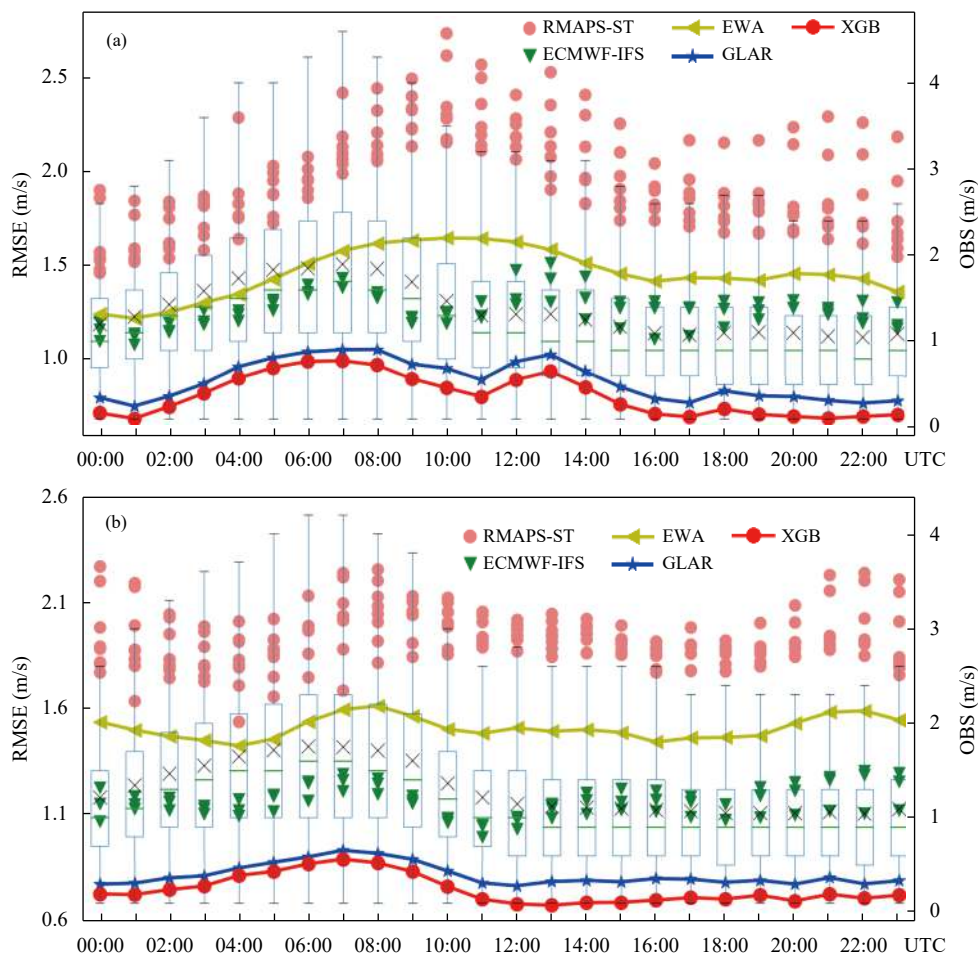 (a)
RMAPS-ST EWA XGB
ECMWF-IFS GLAR
2.5
2.0
1.5
1.0
RMSE (m/s)
4
3
2
1
0
OBS (m/s)
00:00 02:00 04:00 06:00 08:00 10:00 12:00 14:00 16:00 18:00 20:00 22:00 UTC
(b)
RMAPS-ST EWA XGB
ECMWF-IFS GLAR
2.6
2.1
1.6
1.1
0.6
RMSE (m/s)
4
3
2
1
0
OBS (m/s)
00:00 02:00 04:00 06:00 08:00 10:00 12:00 14:00 16:00 18:00 20:00 22:00 UTC